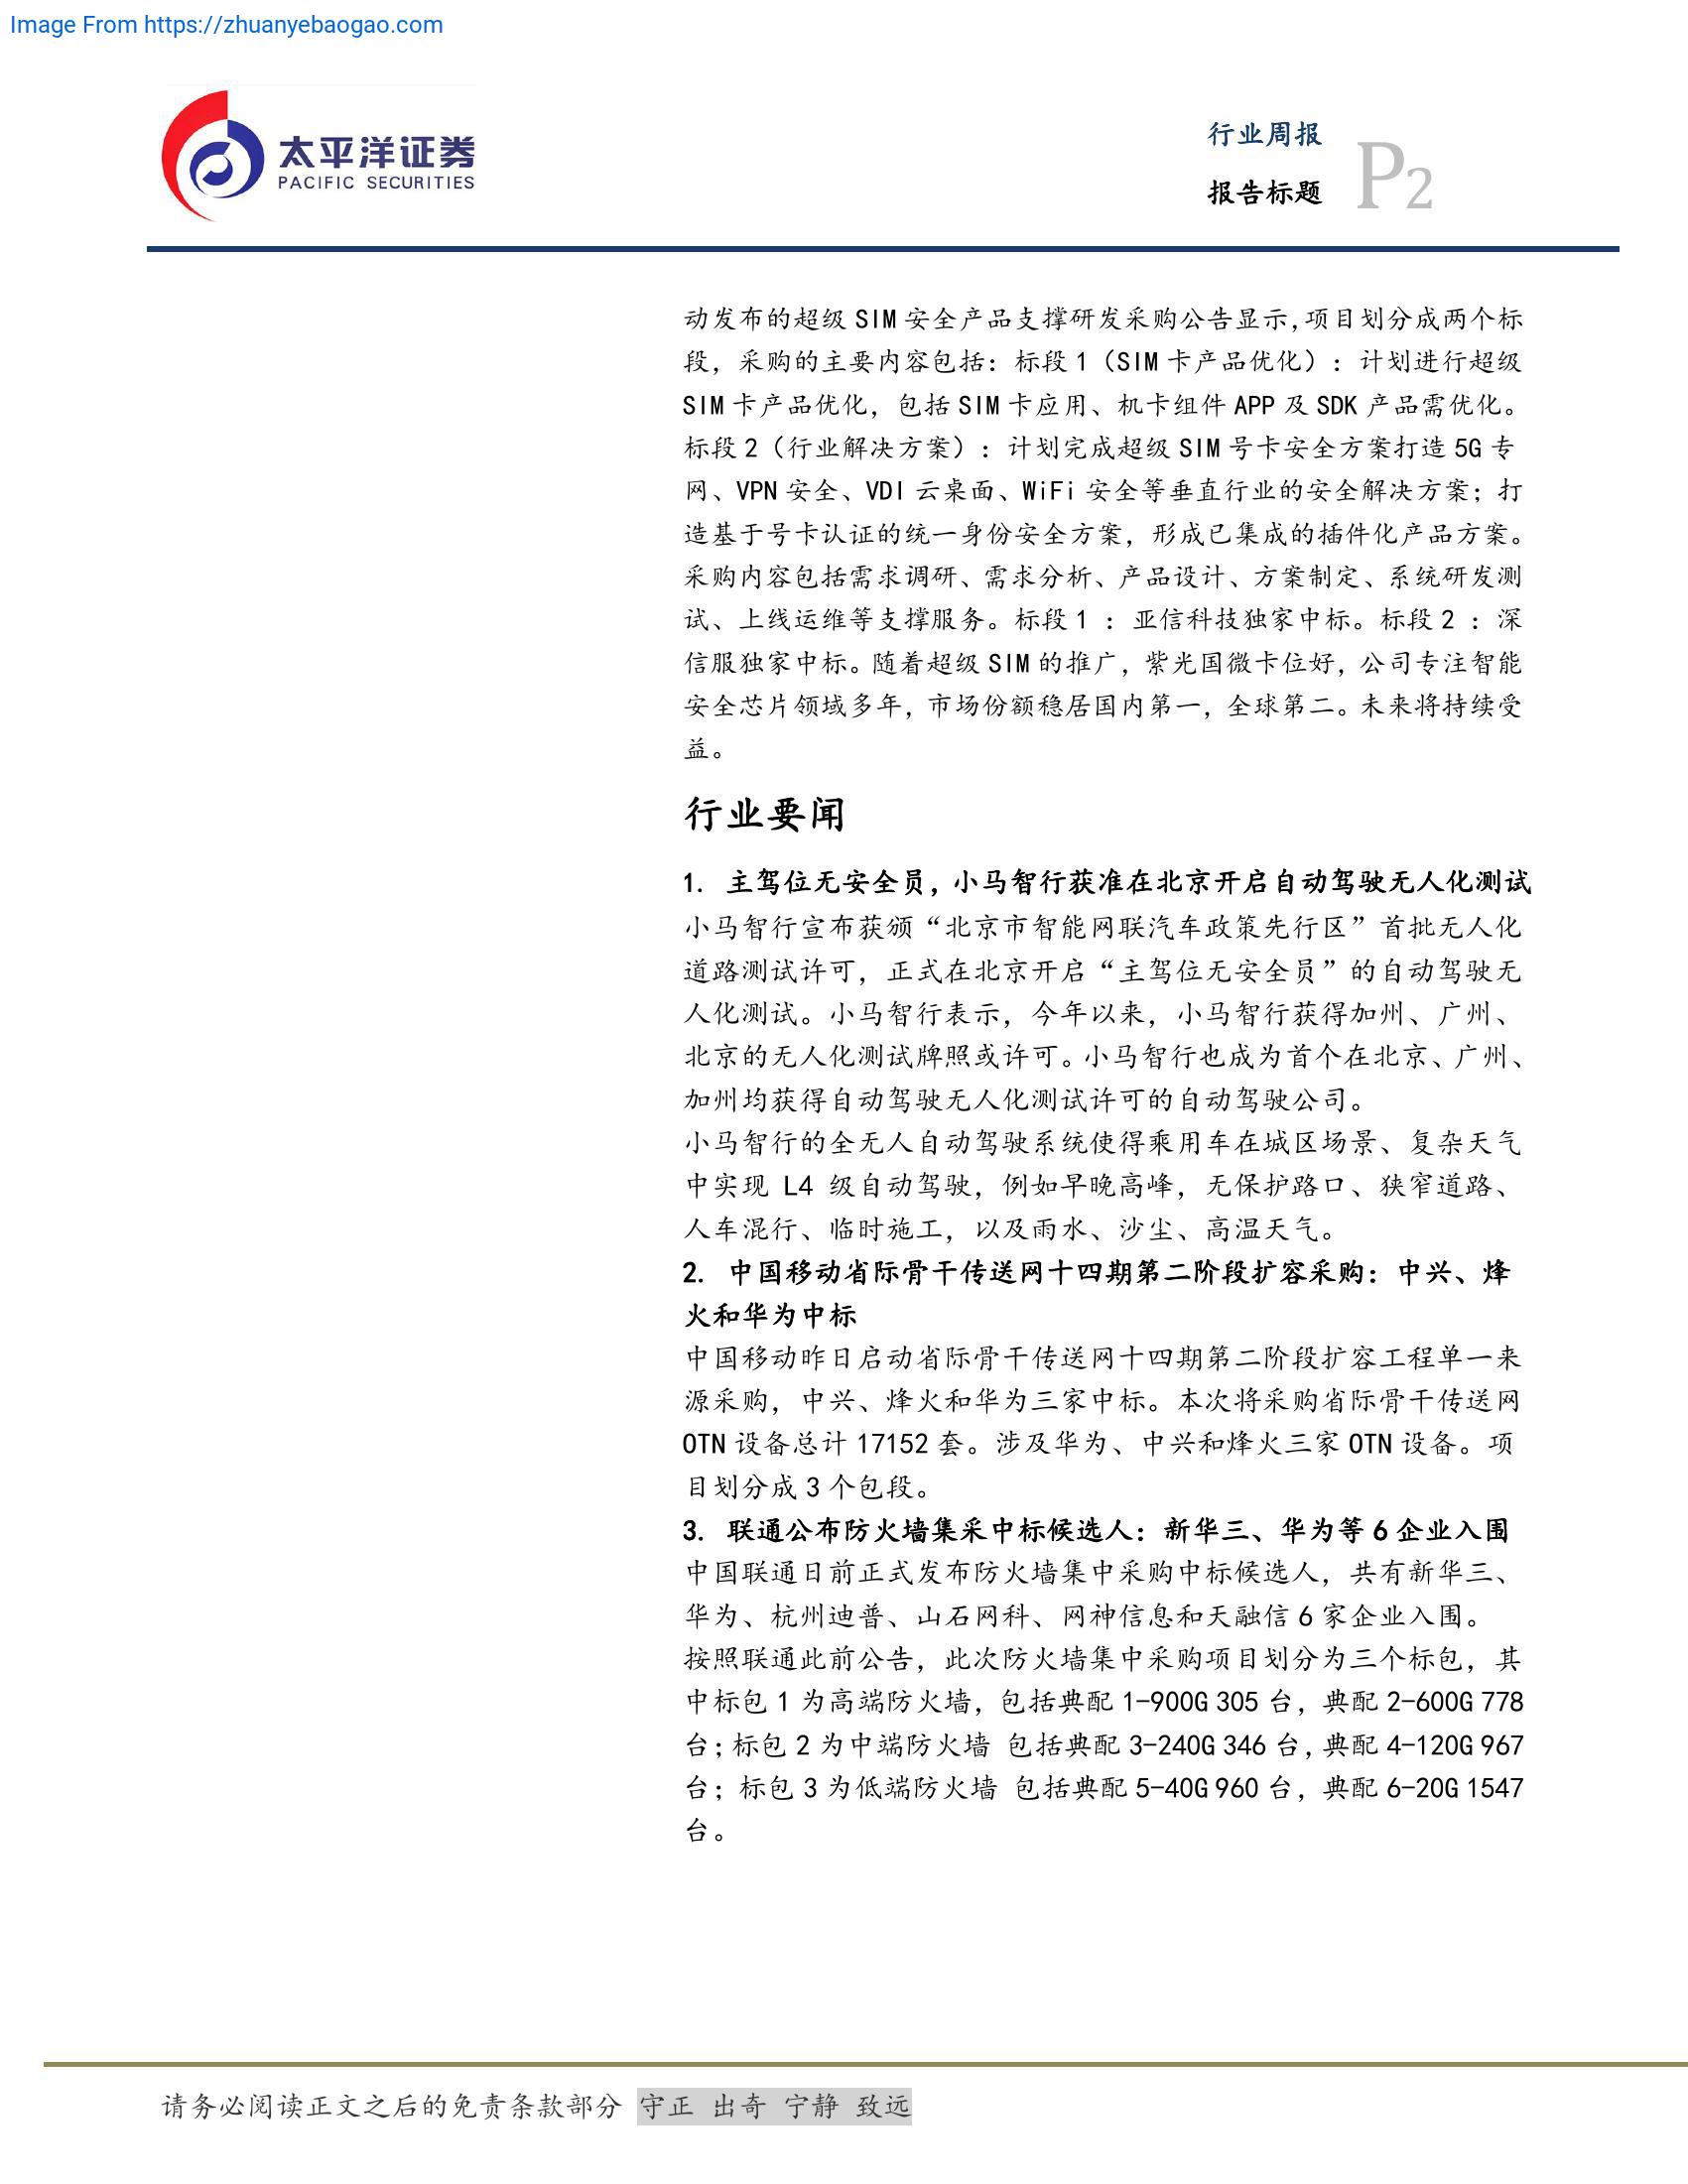 Image From https://zhuanyebaogao.com
太平洋证券
PACIFIC SECURITIES
行业周报
报告标题
P2
动发布的超级 SIM 安全产品支撑研发采购公告显示，项目划分成两个标
段，采购的主要内容包括：标段 1（SIM 卡产品优化）：计划进行超级
SIM 卡产品优化，包括 SIM 卡应用、机卡组件 APP 及 SDK 产品需优化。
标段 2（行业解决方案）：计划完成超级 SIM 号卡安全方案打造 5G 专
网、VPN 安全、VDI 云桌面、WiFi 安全等垂直行业的安全解决方案；打
造基于号卡认证的统一身份安全方案，形成已集成的插件化产品方案。
采购内容包括需求调研、需求分析、产品设计、方案制定、系统研发测
试、上线运维等支撑服务。标段 1 ：亚信科技独家中标。标段 2 ：深
信服独家中标。随着超级 SIM 的推广，紫光国微卡位好，公司专注智能
安全芯片领域多年，市场份额稳居国内第一，全球第二。未来将持续受
益。
行业要闻
1. 主驾位无安全员，小马智行获准在北京开启自动驾驶无人化测试
小马智行宣布获颁“北京市智能网联汽车政策先行区”首批无人化
道路测试许可，正式在北京开启“主驾位无安全员”的自动驾驶无
人化测试。小马智行表示，今年以来，小马智行获得加州、广州、
北京的无人化测试牌照或许可。小马智行也成为首个在北京、广州、
加州均获得自动驾驶无人化测试许可的自动驾驶公司。
小马智行的全无人自动驾驶系统使得乘用车在城区场景、复杂天气
中实现 L4 级自动驾驶，例如早晚高峰，无保护路口、狭窄道路、
人车混行、临时施工，以及雨水、沙尘、高温天气。
2. 中国移动省际骨干传送网十四期第二阶段扩容采购：中兴、烽
火和华为中标
中国移动昨日启动省际骨干传送网十四期第二阶段扩容工程单一来
源采购，中兴、烽火和华为三家中标。本次将采购省际骨干传送网
OTN 设备总计 17152 套。涉及华为、中兴和烽火三家 OTN 设备。项
目划分成 3 个包段。
3. 联通公布防火墙集采中标候选人：新华三、华为等 6 企业入围
中国联通日前正式发布防火墙集中采购中标候选人，共有新华三、
华为、杭州迪普、山石网科、网神信息和天融信 6 家企业入围。
按照联通此前公告，此次防火墙集中采购项目划分为三个标包，其
中标包 1 为高端防火墙，包括典配 1-900G 305 台，典配 2-600G 778
台；标包 2 为中端防火墙 包括典配 3-240G 346 台，典配 4-120G 967
台；标包 3 为低端防火墙 包括典配 5-40G 960 台，典配 6-20G 1547
台。
请务必阅读正文之后的免责条款部分 守正 出奇 宁静 致远